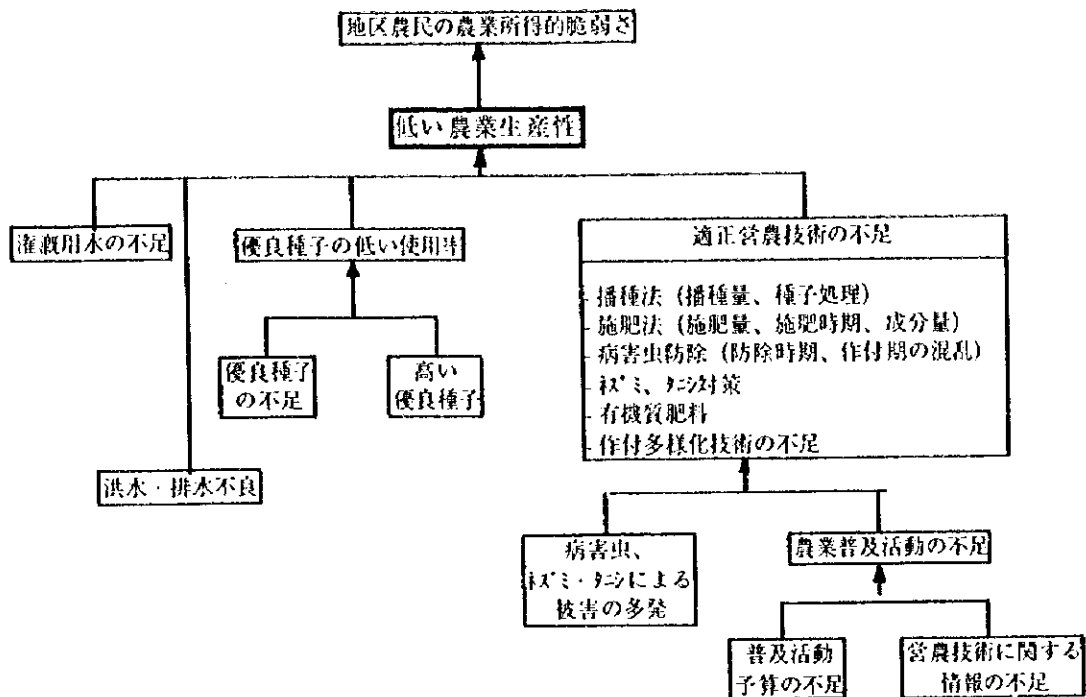 地区農民の農業所得的脆弱さ
低い農業生産性
灌漑用水の不足
優良種子の低い使用率
適正営農技術の不足
- 播種法（播種量、種子処理）
- 施肥法（施肥量、施肥時期、成分量）
- 病害虫防除（防除時期、作付期の混乱）
- ﾈｽﾞミ、ﾀﾆｼ対策
- 有機質肥料
- 作付多様化技術の不足
優良種子
の不足
高い
優良種子
洪水・排水不良
病害虫、
ﾈｽﾞミ・ﾀﾆｼによる
被害の多発
農業普及活動の不足
普及活動
予算の不足
営農技術に関する
情報の不足